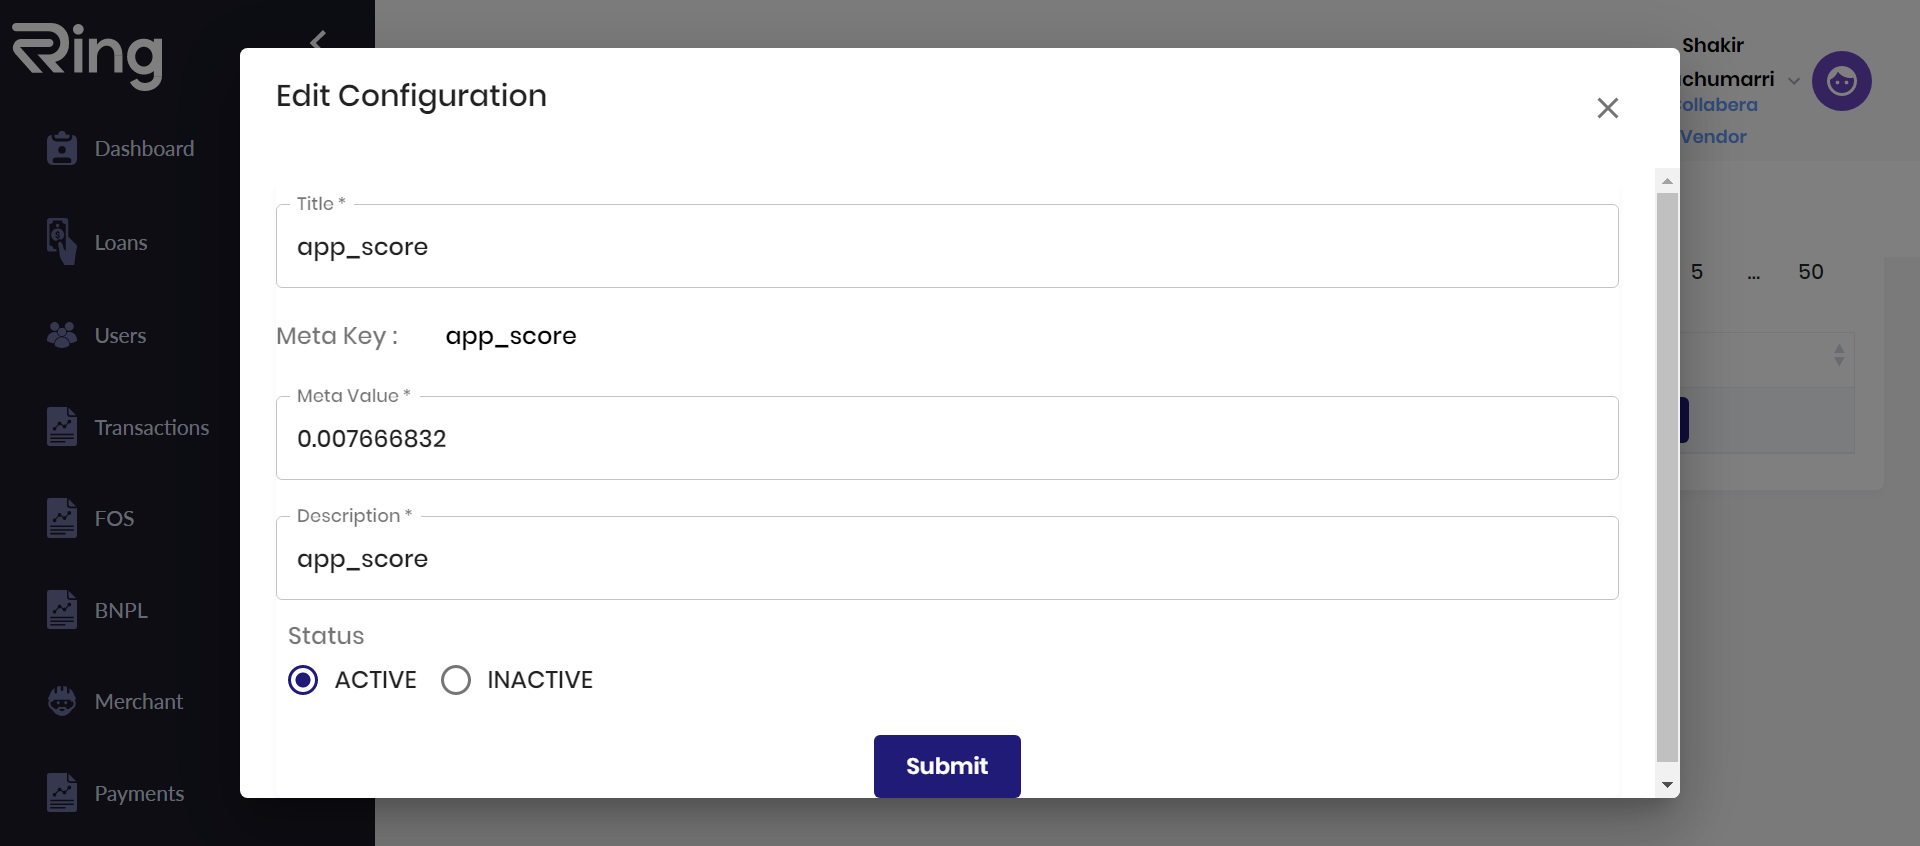 Ring
Dashboard
Loans
Users
Transactions
FOS
BNPL
Merchant
Payments
Edit Configuration
Title *
app_score
Meta Key : app_score
Meta Value *
0.007666832
Description *
app_score
Status
ACTIVE INACTIVE
Submit
Shakir
chumarri
ollabera
Vendor
5 ... 50